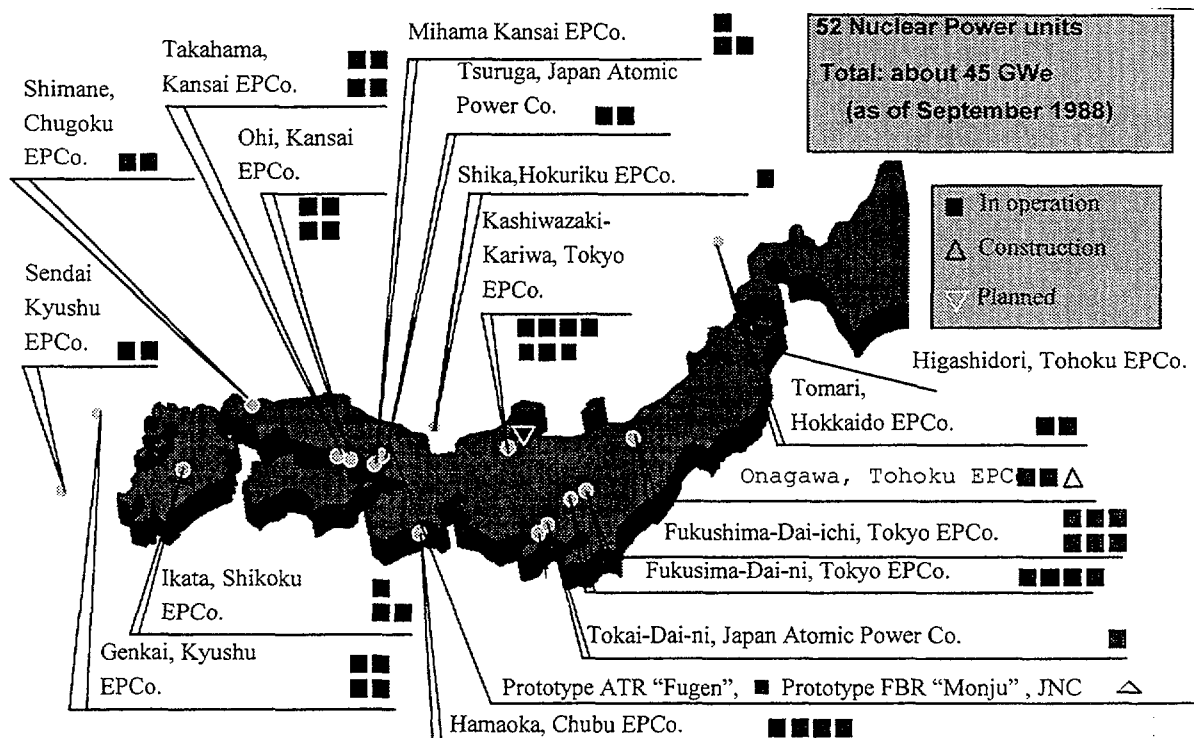 Mihama Kansai EPCo.
52 Nuclear Power units
Total: about 45 GWe
(as of September 1988)
Takahama,
Kansai EPCo.
Tsuruga, Japan Atomic
Power Co.
Shimane,
Chugoku
EPCo.
Ohi, Kansai
EPCo.
Shika,Hokuriku EPCo.
Kashiwazaki-
Kariwa, Tokyo
EPCo.
In operation
Construction
Planned
Sendai
Kyushu
EPCo.
Higashidori, Tohoku EPCo.
Tomari,
Hokkaido EPCo.
Onagawa, Tohoku EPC
Fukushima-Dai-ichi, Tokyo EPCo.
Fukusima-Dai-ni, Tokyo EPCo.
Ikata, Shikoku
EPCo.
Tokai-Dai-ni, Japan Atomic Power Co.
Genkai, Kyushu
EPCo.
Prototype ATR “Fugen”, Prototype FBR “Monju” , JNC
Hamaoka, Chubu EPCo.